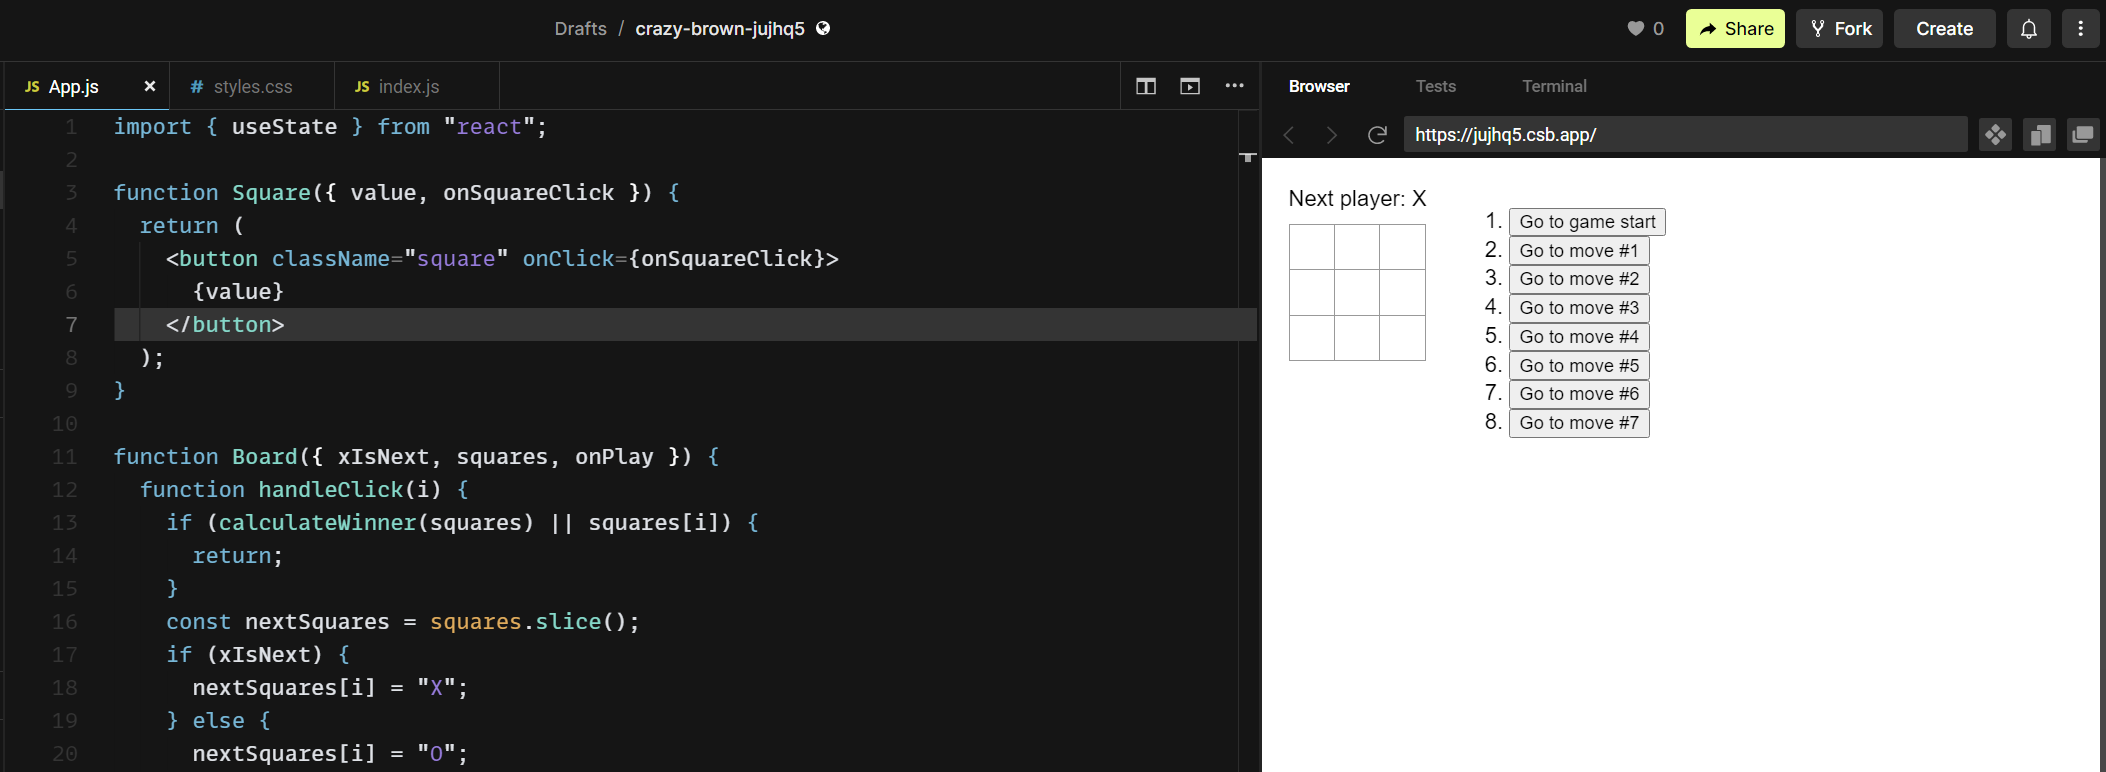 Drafts / crazy-brown-jujhq5
0 Share Fork Create
JS App.js × # styles.css JS index.js
Browser Tests Terminal
https://jujhq5.csb.app/
1 import { useState } from "react";
2
3 function Square({ value, onSquareClick }) {
4   return (
5     <button className="square" onClick={onSquareClick}>
6       {value}
7     </button>
8   );
9 }
10
11 function Board({ xIsNext, squares, onPlay }) {
12   function handleClick(i) {
13     if (calculateWinner(squares) || squares[i]) {
14       return;
15     }
16     const nextSquares = squares.slice();
17     if (xIsNext) {
18       nextSquares[i] = "X";
19     } else {
20       nextSquares[i] = "O";
Next player: X
1. Go to game start
2. Go to move #1
3. Go to move #2
4. Go to move #3
5. Go to move #4
6. Go to move #5
7. Go to move #6
8. Go to move #7